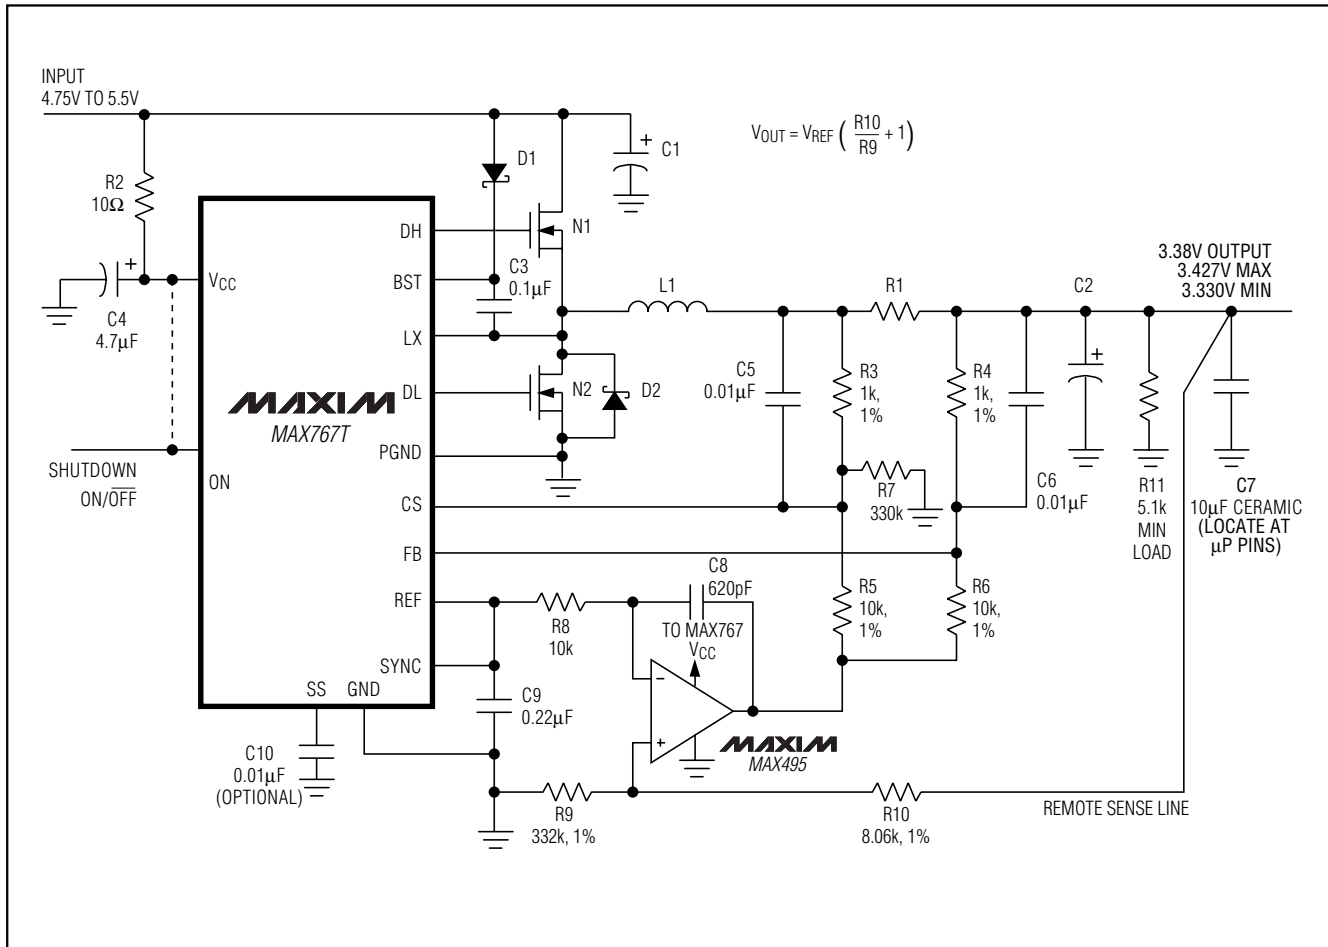 INPUT
4.75V TO 5.5V
VOUT = VREF ( R10 / R9 + 1 )
R2
10Ω
D1
+
C1
DH
N1
VCC
+
BST
C3
0.1µF
C4
4.7µF
LX
L1
R1
C2
3.38V OUTPUT
3.427V MAX
3.330V MIN
MAXIM
MAX767T
DL
N2
D2
C5
0.01µF
R3
1k,
1%
R4
1k,
1%
+
PGND
SHUTDOWN
ON/OFF
ON
CS
R7
330k
C6
0.01µF
R11
5.1k
MIN
LOAD
C7
10µF CERAMIC
(LOCATE AT
µP PINS)
FB
REF
R8
10k
C8
620pF
TO MAX767
VCC
R5
10k,
1%
R6
10k,
1%
SYNC
SS
GND
C9
0.22µF
–
+
MAXIM
MAX495
C10
0.01µF
(OPTIONAL)
R9
332k, 1%
R10
8.06k, 1%
REMOTE SENSE LINE